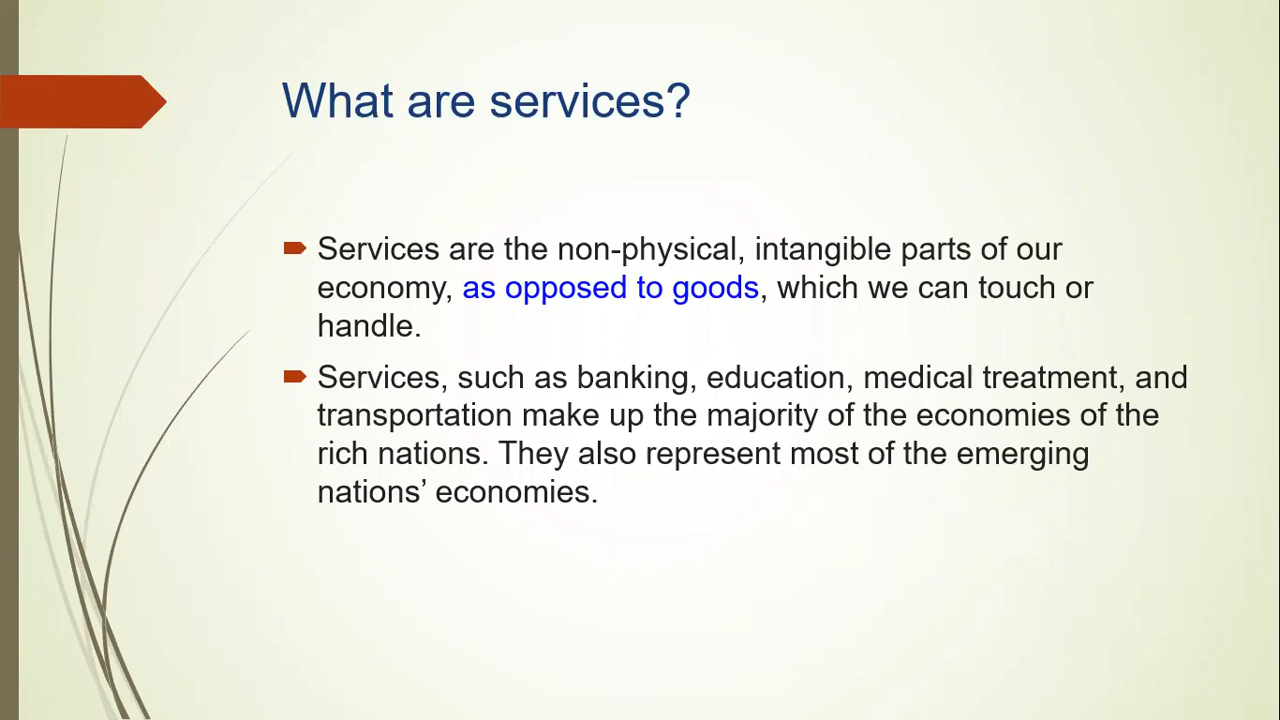 What are services?
Services are the non-physical, intangible parts of our
economy, as opposed to goods, which we can touch or
handle.
Services, such as banking, education, medical treatment, and
transportation make up the majority of the economies of the
rich nations. They also represent most of the emerging
nations’ economies.